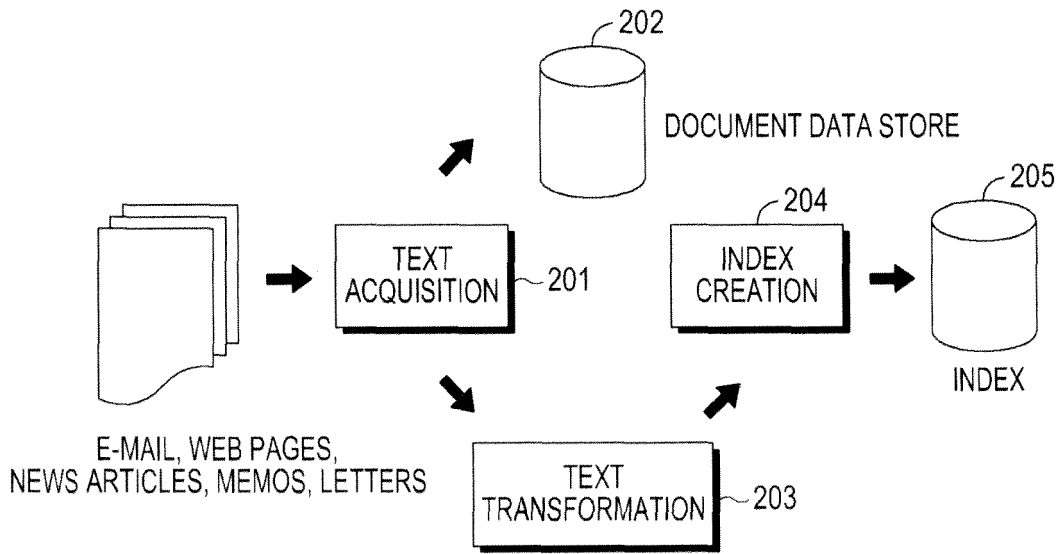 202
DOCUMENT DATA STORE
204
205
TEXT
ACQUISITION
201
INDEX
CREATION
INDEX
E-MAIL, WEB PAGES,
NEWS ARTICLES, MEMOS, LETTERS
TEXT
TRANSFORMATION
203